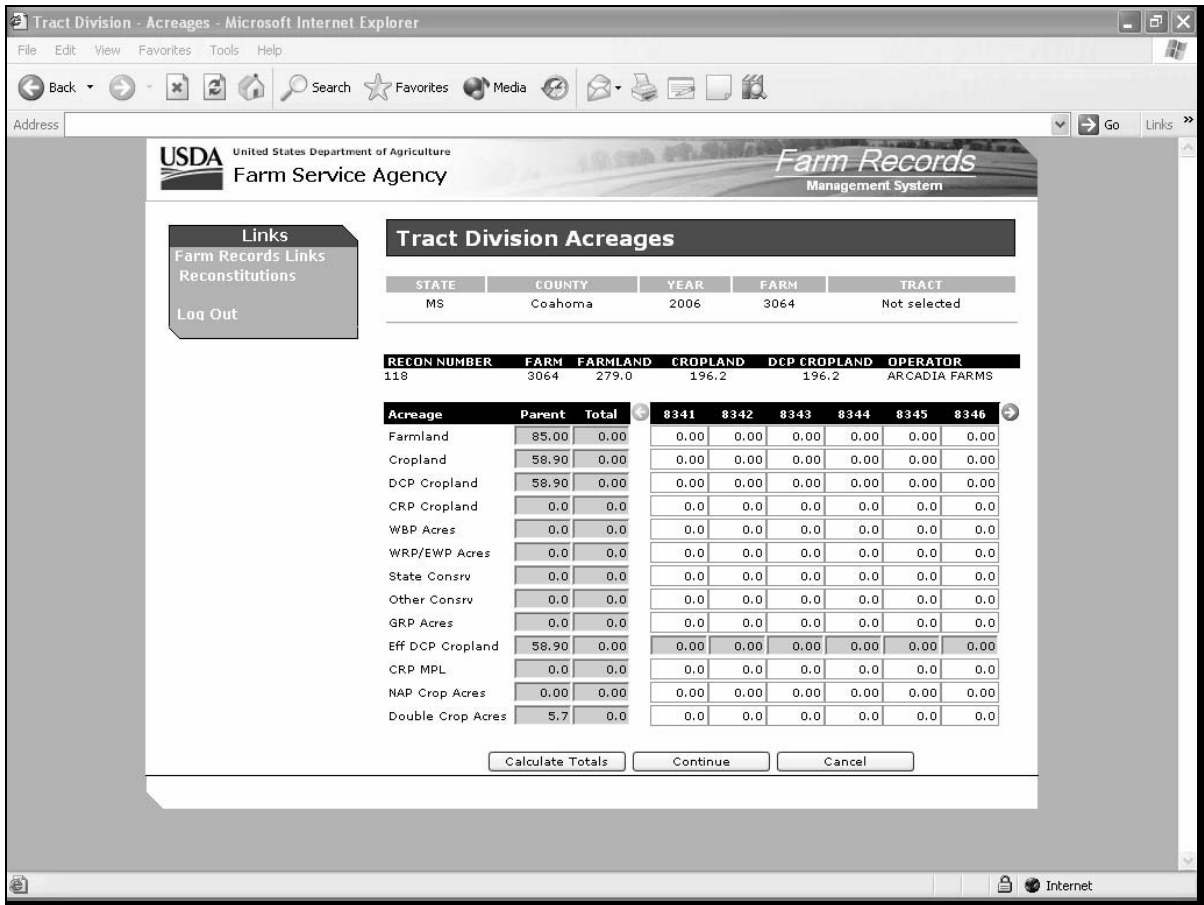 Tract Division - Acreages - Microsoft Internet Explorer
File Edit View Favorites Tools Help
Back Search Favorites Media
Address Go Links »
USDA United States Department of Agriculture
Farm Service Agency
Farm Records
Management System
Links
Farm Records Links
Reconstitutions
Log Out
Tract Division Acreages
STATE COUNTY YEAR FARM TRACT
MS Coahoma 2006 3064 Not selected
RECON NUMBER FARM FARMLAND CROPLAND DCP CROPLAND OPERATOR
118 3064 279.0 196.2 196.2 ARCADIA FARMS
Acreage Parent Total 8341 8342 8343 8344 8345 8346
Farmland 85.00 0.00 0.00 0.00 0.00 0.00 0.00 0.00
Cropland 58.90 0.00 0.00 0.00 0.00 0.00 0.00 0.00
DCP Cropland 58.90 0.00 0.00 0.00 0.00 0.00 0.00 0.00
CRP Cropland 0.0 0.0 0.0 0.0 0.0 0.0 0.0 0.0
WBP Acres 0.0 0.0 0.0 0.0 0.0 0.0 0.0 0.0
WRP/EWP Acres 0.0 0.0 0.0 0.0 0.0 0.0 0.0 0.0
State Consrv 0.0 0.0 0.0 0.0 0.0 0.0 0.0 0.0
Other Consrv 0.0 0.0 0.0 0.0 0.0 0.0 0.0 0.0
GRP Acres 0.0 0.0 0.0 0.0 0.0 0.0 0.0 0.0
Eff DCP Cropland 58.90 0.00 0.00 0.00 0.00 0.00 0.00 0.00
CRP MPL 0.0 0.0 0.0 0.0 0.0 0.0 0.0 0.0
NAP Crop Acres 0.00 0.00 0.00 0.00 0.00 0.00 0.00 0.00
Double Crop Acres 5.7 0.0 0.0 0.0 0.0 0.0 0.0 0.0
Calculate Totals Continue Cancel
Internet